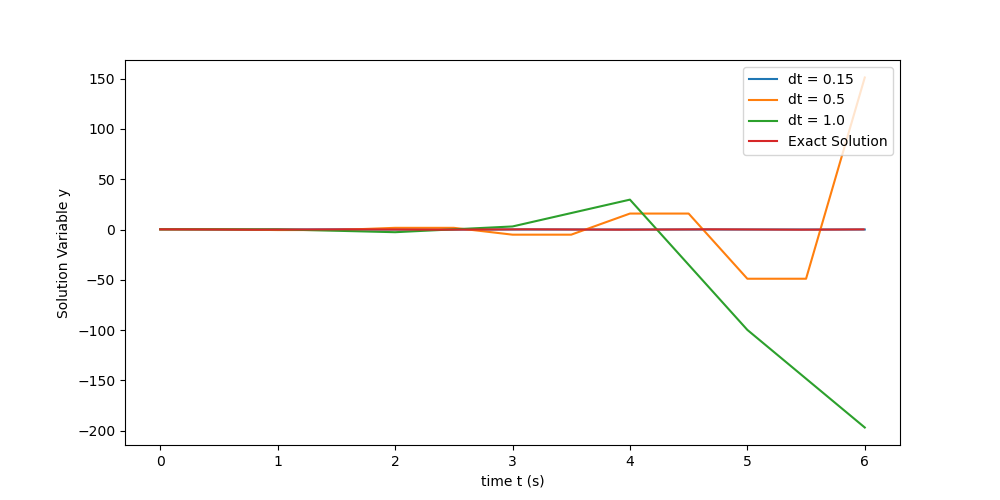 150
100
50
0
−50
−100
−150
−200
Solution Variable y
0 1 2 3 4 5 6
time t (s)
dt = 0.15
dt = 0.5
dt = 1.0
Exact Solution